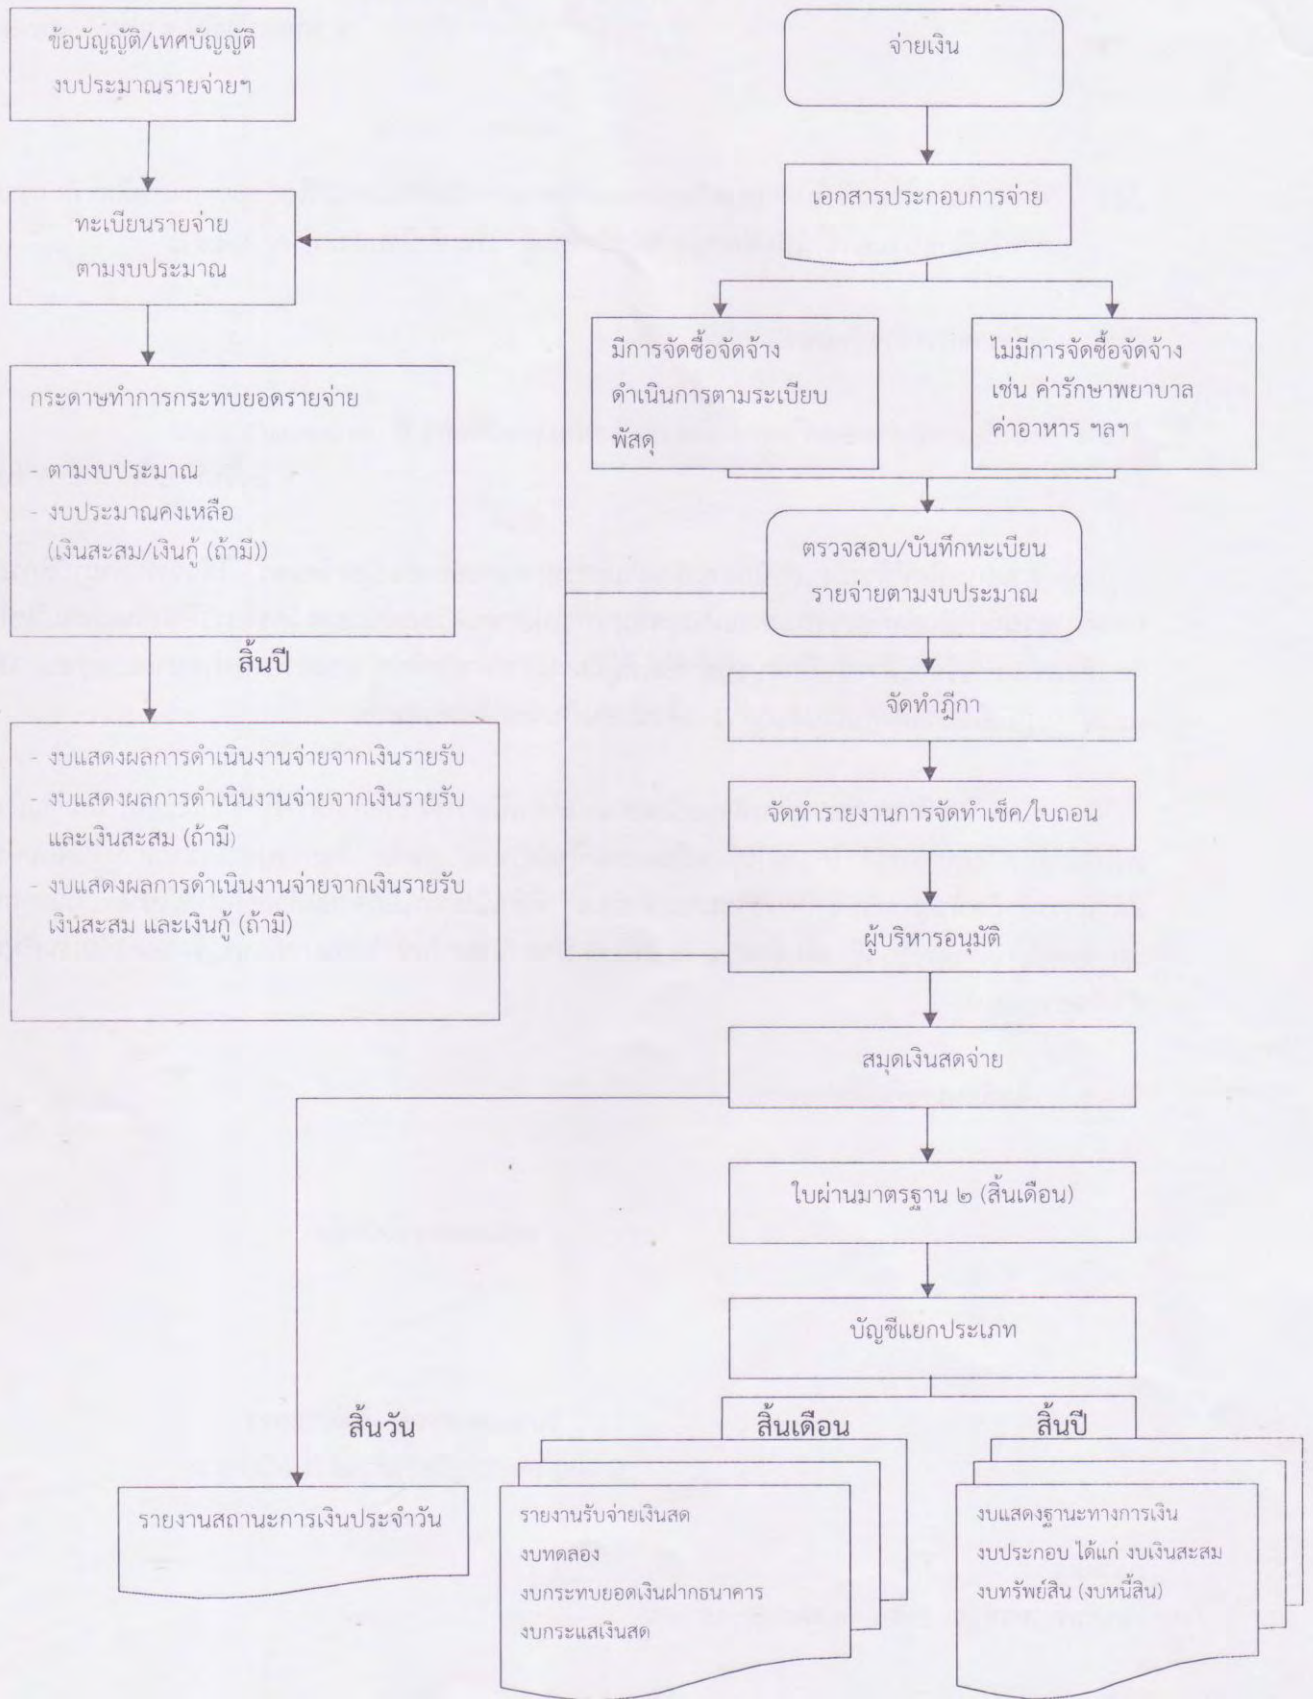 ข้อบัญญัติ/เทศบัญญัติ
งบประมาณรายจ่ายฯ
ทะเบียนรายจ่าย
ตามงบประมาณ
กระดาษทำการกระทบยอดรายจ่าย
- ตามงบประมาณ
- งบประมาณคงเหลือ
(เงินสะสม/เงินกู้ (ถ้ามี))
สิ้นปี
- งบแสดงผลการดำเนินงานจ่ายจากเงินรายรับ
- งบแสดงผลการดำเนินงานจ่ายจากเงินรายรับ
และเงินสะสม (ถ้ามี)
- งบแสดงผลการดำเนินงานจ่ายจากเงินรายรับ
เงินสะสม และเงินกู้ (ถ้ามี)
จ่ายเงิน
เอกสารประกอบการจ่าย
มีการจัดซื้อจัดจ้าง
ดำเนินการตามระเบียบ
พัสดุ
ไม่มีการจัดซื้อจัดจ้าง
เช่น ค่ารักษาพยาบาล
ค่าอาหาร ฯลฯ
ตรวจสอบ/บันทึกทะเบียน
รายจ่ายตามงบประมาณ
จัดทำฎีกา
จัดทำรายงานการจัดทำเช็ค/ใบถอน
ผู้บริหารอนุมัติ
สมุดเงินสดจ่าย
ใบผ่านมาตรฐาน ๒ (สิ้นเดือน)
บัญชีแยกประเภท
สิ้นวัน
รายงานสถานะการเงินประจำวัน
สิ้นเดือน
รายงานรับจ่ายเงินสด
งบทดลอง
งบกระทบยอดเงินฝากธนาคาร
งบกระแสเงินสด
สิ้นปี
งบแสดงฐานะทางการเงิน
งบประกอบ ได้แก่ งบเงินสะสม
งบทรัพย์สิน (งบหนี้สิน)